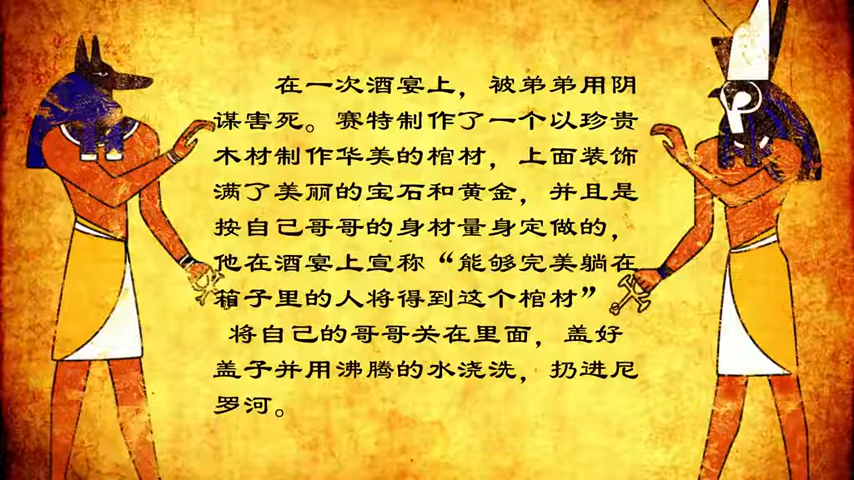 在一次酒宴上，被弟弟用阴
谋害死。赛特制作了一个以珍贵
木材制作华美的棺材，上面装饰
满了美丽的宝石和黄金，并且是
按自己哥哥的身材量身定做的，
他在酒宴上宣称“能够完美躺在
箱子里的人将得到这个棺材”
将自己的哥哥关在里面，盖好
盖子并用沸腾的水浇洗，扔进尼
罗河。